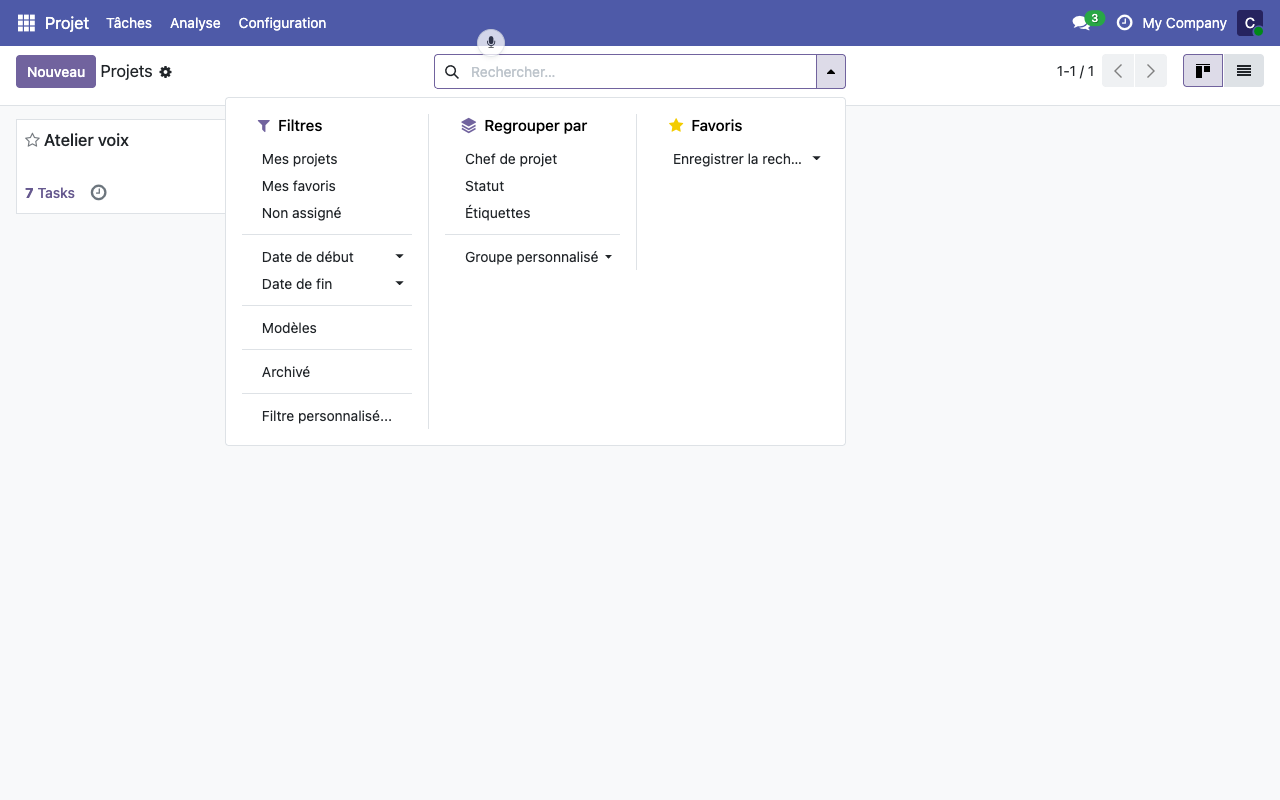 Projet Tâches Analyse Configuration 3 My Company C
Nouveau Projets Rechercher... 1-1 / 1
Atelier voix
7 Tasks
Filtres
Mes projets
Mes favoris
Non assigné
Date de début
Date de fin
Modèles
Archivé
Filtre personnalisé...
Regrouper par
Chef de projet
Statut
Étiquettes
Groupe personnalisé
Favoris
Enregistrer la rech...